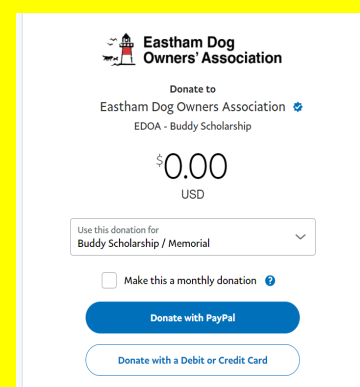 Eastham Dog
Owners' Association
Donate to
Eastham Dog Owners Association
EDOA - Buddy Scholarship
$0.00
USD
Use this donation for
Buddy Scholarship / Memorial
Make this a monthly donation ?
Donate with PayPal
Donate with a Debit or Credit Card